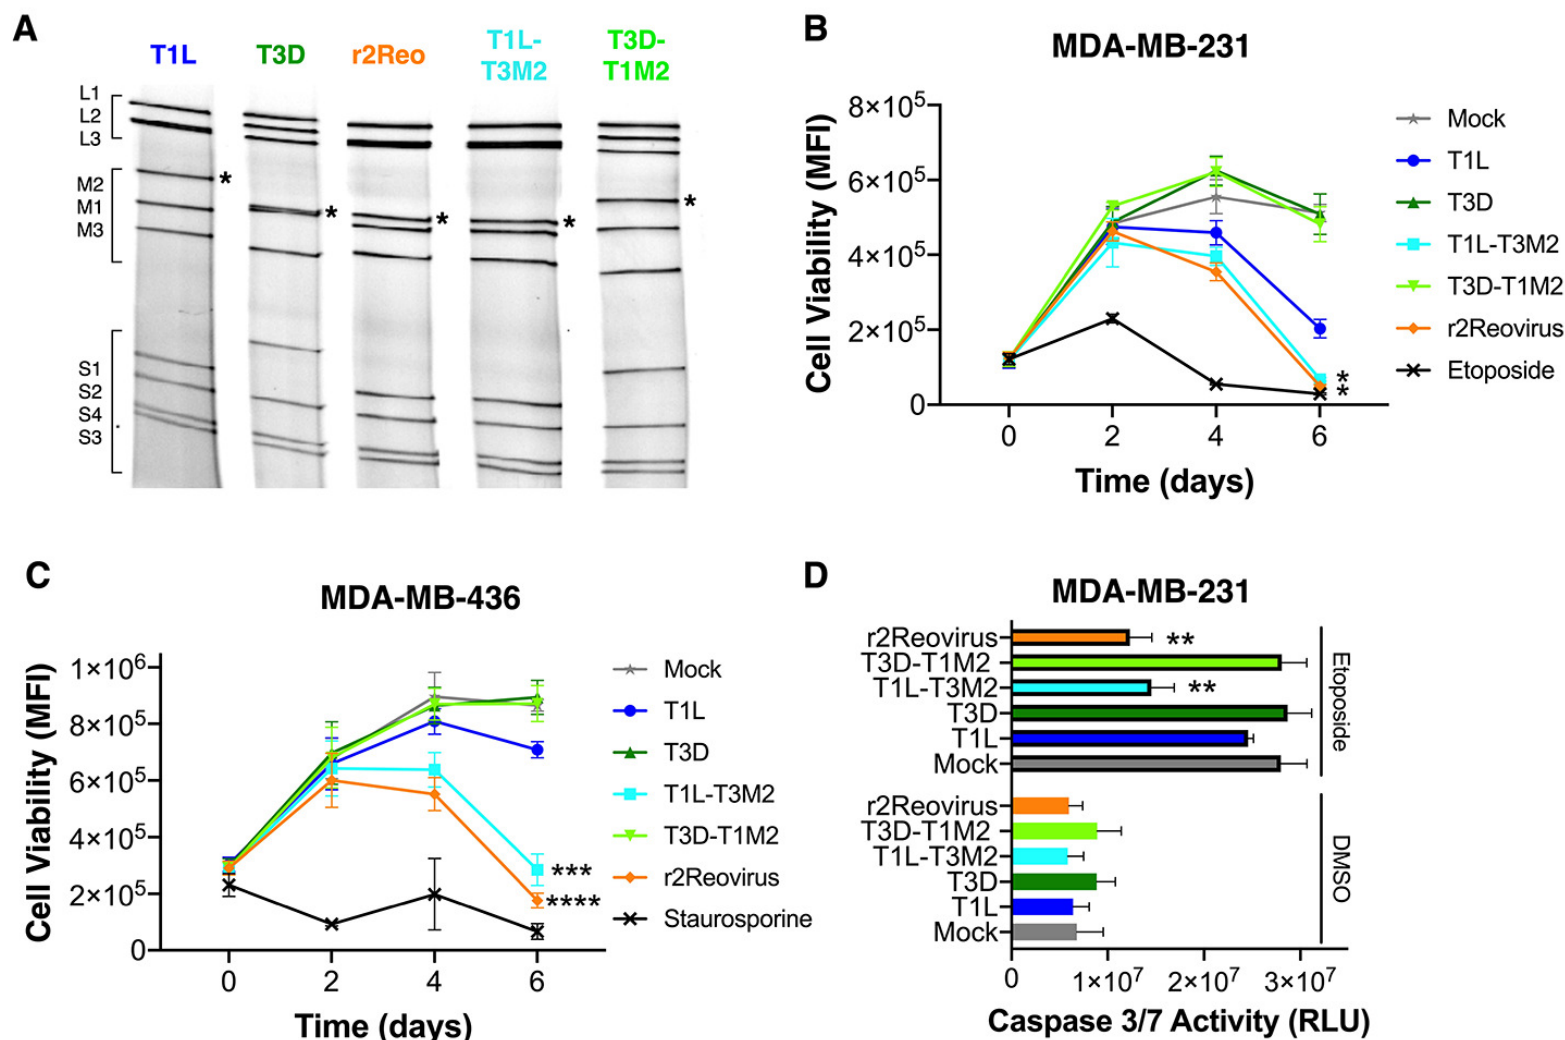 A
T1L
T3D
r2Reo
T1L-
T3M2
T3D-
T1M2
L1
L2
L3
M2
M1
M3
S1
S2
S4
S3
*
*
*
*
*
B
MDA-MB-231
Cell Viability (MFI)
8×10⁵
6×10⁵
4×10⁵
2×10⁵
0
0 2 4 6
Time (days)
*
*
Mock
T1L
T3D
T1L-T3M2
T3D-T1M2
r2Reovirus
Etoposide
C
MDA-MB-436
Cell Viability (MFI)
1×10⁶
8×10⁵
6×10⁵
4×10⁵
2×10⁵
0
0 2 4 6
Time (days)
***
****
Mock
T1L
T3D
T1L-T3M2
T3D-T1M2
r2Reovirus
Staurosporine
D
MDA-MB-231
r2Reovirus **
T3D-T1M2
T1L-T3M2 **
T3D
T1L
Mock
Etoposide
r2Reovirus
T3D-T1M2
T1L-T3M2
T3D
T1L
Mock
DMSO
0 1×10⁷ 2×10⁷ 3×10⁷
Caspase 3/7 Activity (RLU)